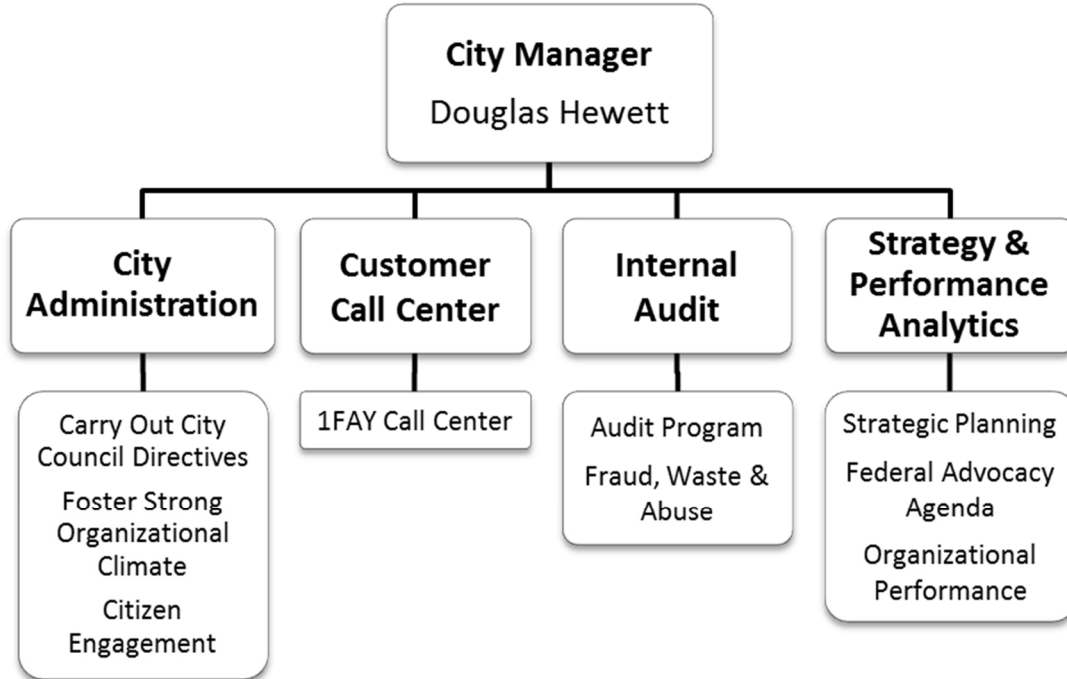 City Manager
Douglas Hewett
City
Administration
Customer
Call Center
Internal
Audit
Strategy &
Performance
Analytics
Carry Out City
Council Directives
Foster Strong
Organizational
Climate
Citizen
Engagement
1FAY Call Center
Audit Program
Fraud, Waste &
Abuse
Strategic Planning
Federal Advocacy
Agenda
Organizational
Performance